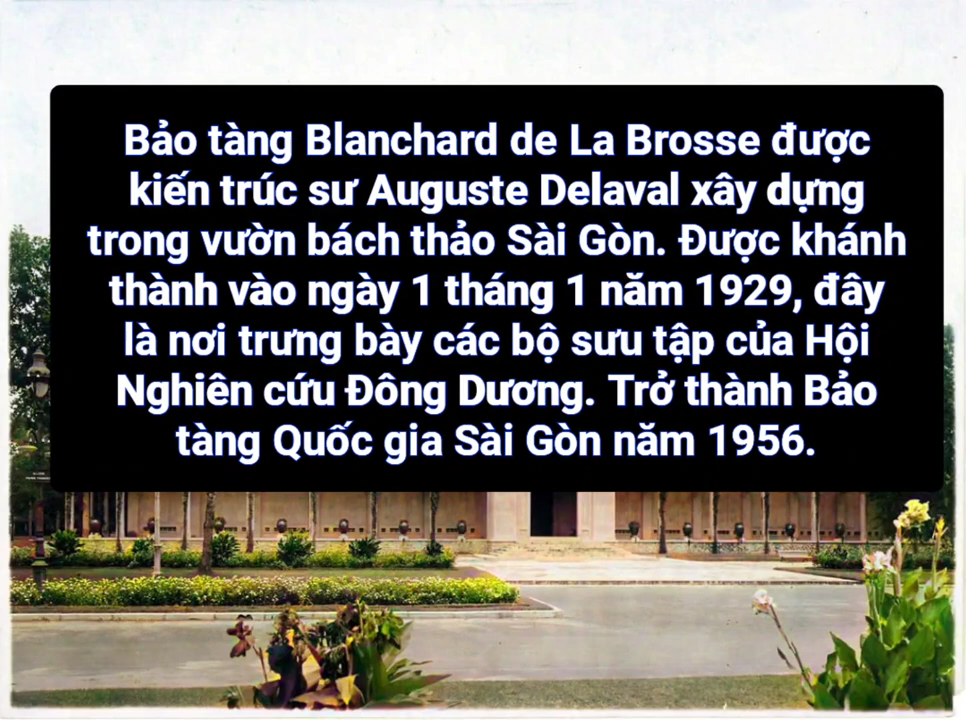 Bảo tàng Blanchard de La Brosse được
kiến trúc sư Auguste Delaval xây dựng
trong vườn bách thảo Sài Gòn. Được khánh
thành vào ngày 1 tháng 1 năm 1929, đây
là nơi trưng bày các bộ sưu tập của Hội
Nghiên cứu Đông Dương. Trở thành Bảo
tàng Quốc gia Sài Gòn năm 1956.